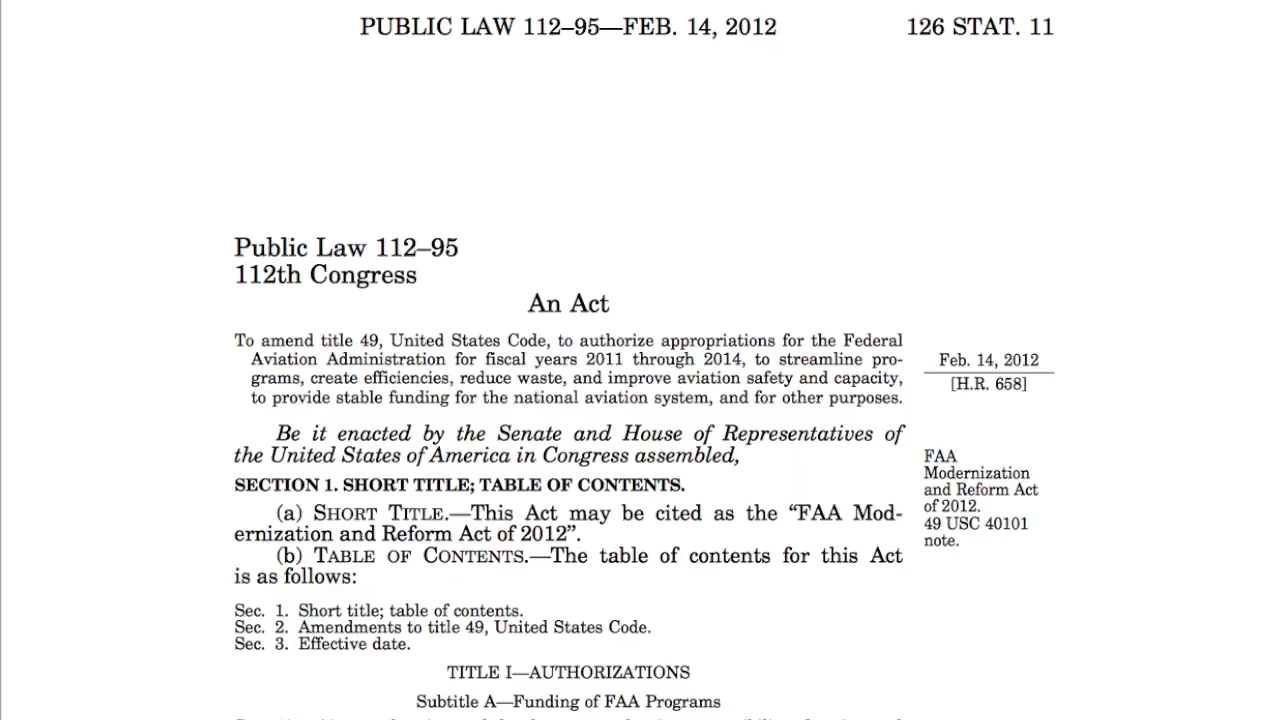 PUBLIC LAW 112–95—FEB. 14, 2012 126 STAT. 11
Public Law 112–95
112th Congress
An Act
To amend title 49, United States Code, to authorize appropriations for the Federal
Aviation Administration for fiscal years 2011 through 2014, to streamline pro-
grams, create efficiencies, reduce waste, and improve aviation safety and capacity,
to provide stable funding for the national aviation system, and for other purposes.
Feb. 14, 2012
[H.R. 658]
Be it enacted by the Senate and House of Representatives of
the United States of America in Congress assembled,
SECTION 1. SHORT TITLE; TABLE OF CONTENTS.
(a) SHORT TITLE.—This Act may be cited as the “FAA Mod-
ernization and Reform Act of 2012”.
(b) TABLE OF CONTENTS.—The table of contents for this Act
is as follows:
FAA
Modernization
and Reform Act
of 2012.
49 USC 40101
note.
Sec. 1. Short title; table of contents.
Sec. 2. Amendments to title 49, United States Code.
Sec. 3. Effective date.
TITLE I—AUTHORIZATIONS
Subtitle A—Funding of FAA Programs